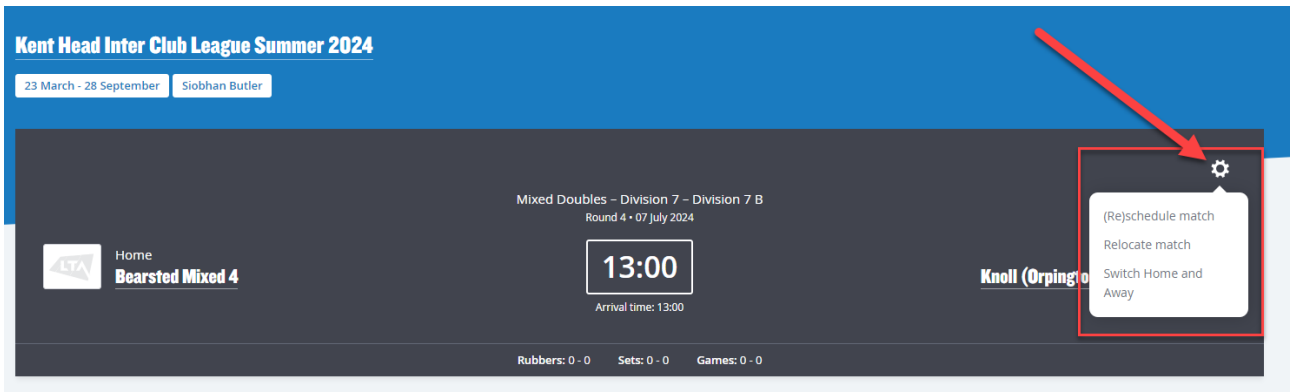 Kent Head Inter Club League Summer 2024
23 March - 28 September
Siobhan Butler
Mixed Doubles – Division 7 – Division 7 B
Round 4 • 07 July 2024
LTA
Home
Bearsted Mixed 4
13:00
Arrival time: 13:00
Knoll (Orpingto
(Re)schedule match
Relocate match
Switch Home and
Away
Rubbers: 0 - 0 Sets: 0 - 0 Games: 0 - 0